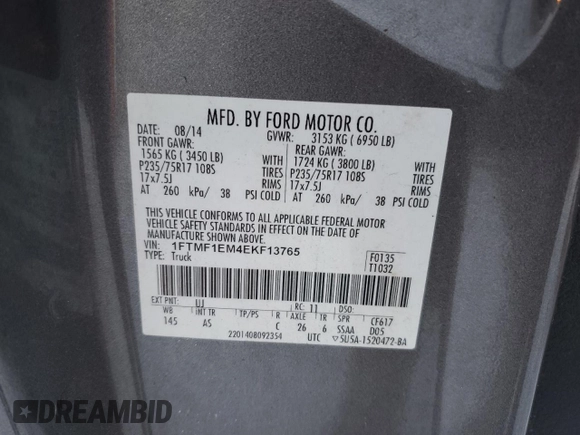 MFD. BY FORD MOTOR CO.
DATE: 08/14 GVWR: 3153 KG ( 6950 LB)
FRONT GAWR: REAR GAWR:
1565 KG ( 3450 LB) WITH 1724 KG ( 3800 LB) WITH
P235/75R17 108S TIRES P235/75R17 108S TIRES
17x7.5J RIMS 17x7.5J RIMS
AT 260 kPa/ 38 PSI COLD AT 260 kPa/ 38 PSI COLD
THIS VEHICLE CONFORMS TO ALL APPLICABLE FEDERAL MOTOR
VEHICLE SAFETY STANDARDS IN EFFECT ON THE DATE OF
MANUFACTURE SHOWN ABOVE.
VIN: 1FTMF1EM4EKF13765 F0135
TYPE: Truck T1032
EXT PNT: UJ RC: 11 DSO:
WB INT TR TP/PS R AXLE TR SPR CF617
145 AS C 26 6 SSAA D05
2201408092354 UTC ▽5U5A-1520472-BA
DREAMBID